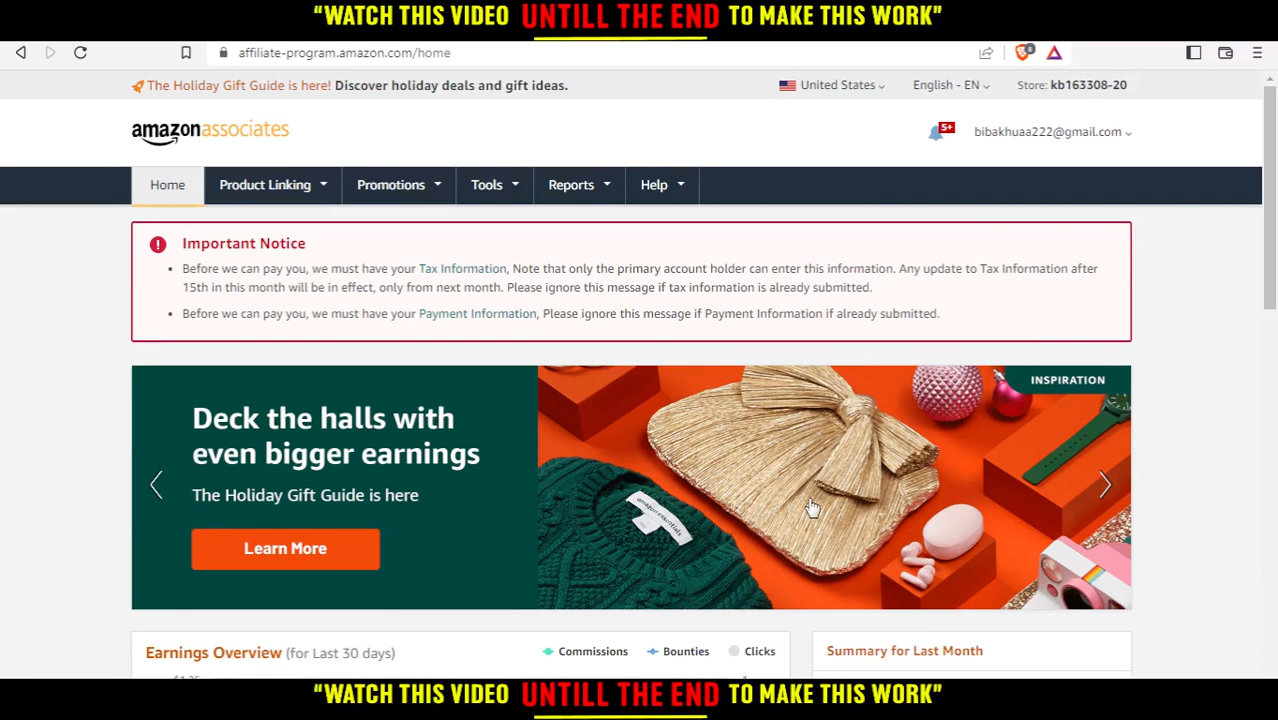 "WATCH THIS VIDEO UNTILL THE END TO MAKE THIS WORK"
affiliate-program.amazon.com/home
8
The Holiday Gift Guide is here! Discover holiday deals and gift ideas.
United States
English - EN
Store: kb163308-20
amazonassociates
5+
bibakhuaa222@gmail.com
Home
Product Linking
Promotions
Tools
Reports
Help
Important Notice
• Before we can pay you, we must have your Tax Information, Note that only the primary account holder can enter this information. Any update to Tax Information after
15th in this month will be in effect, only from next month. Please ignore this message if tax information is already submitted.
• Before we can pay you, we must have your Payment Information, Please ignore this message if Payment Information if already submitted.
INSPIRATION
Deck the halls with
even bigger earnings
The Holiday Gift Guide is here
Learn More
amazon essentials
Earnings Overview (for Last 30 days)
Commissions
Bounties
Clicks
Summary for Last Month
"WATCH THIS VIDEO UNTILL THE END TO MAKE THIS WORK"